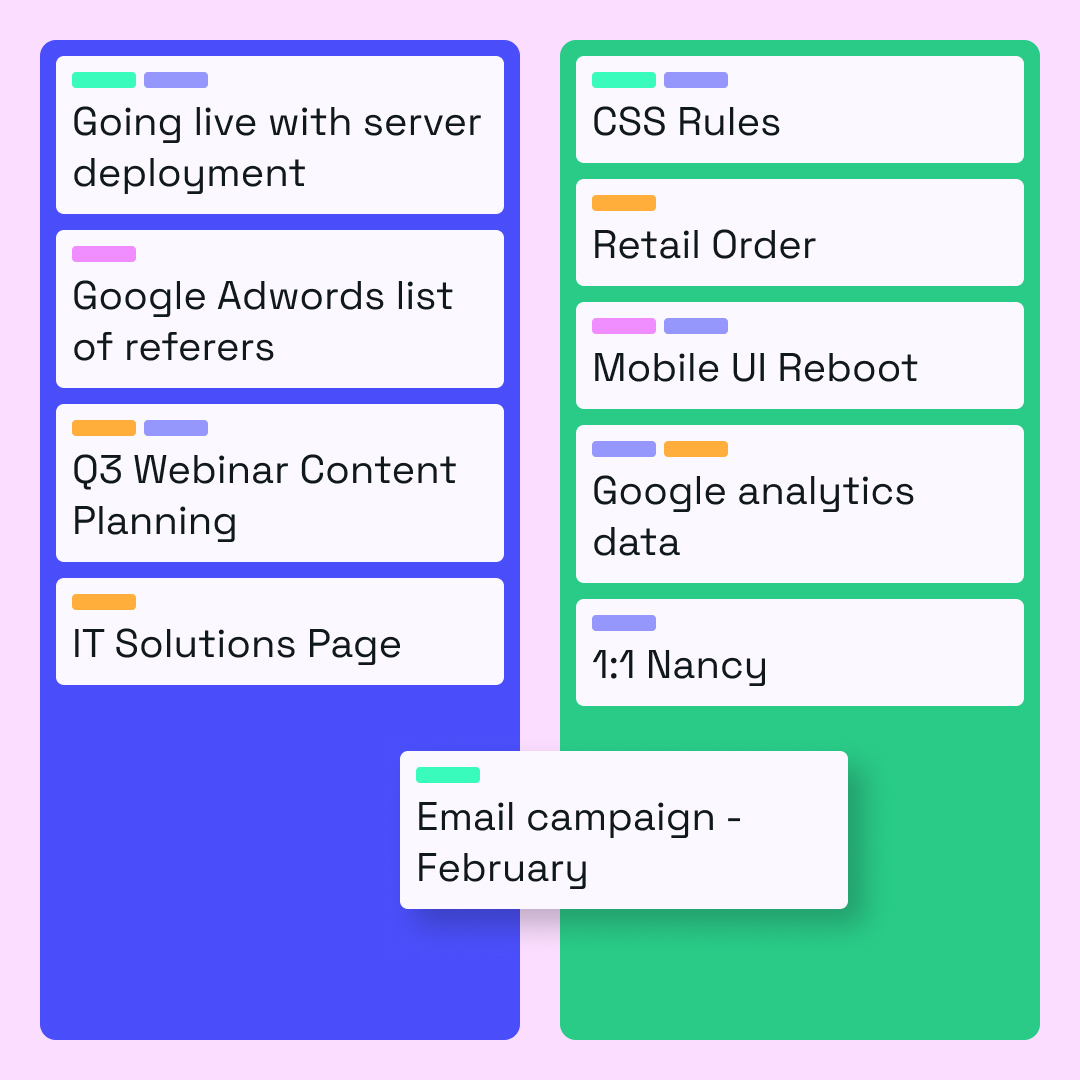 Going live with server
deployment
Google Adwords list
of referers
Q3 Webinar Content
Planning
IT Solutions Page
CSS Rules
Retail Order
Mobile UI Reboot
Google analytics
data
1:1 Nancy
Email campaign -
February